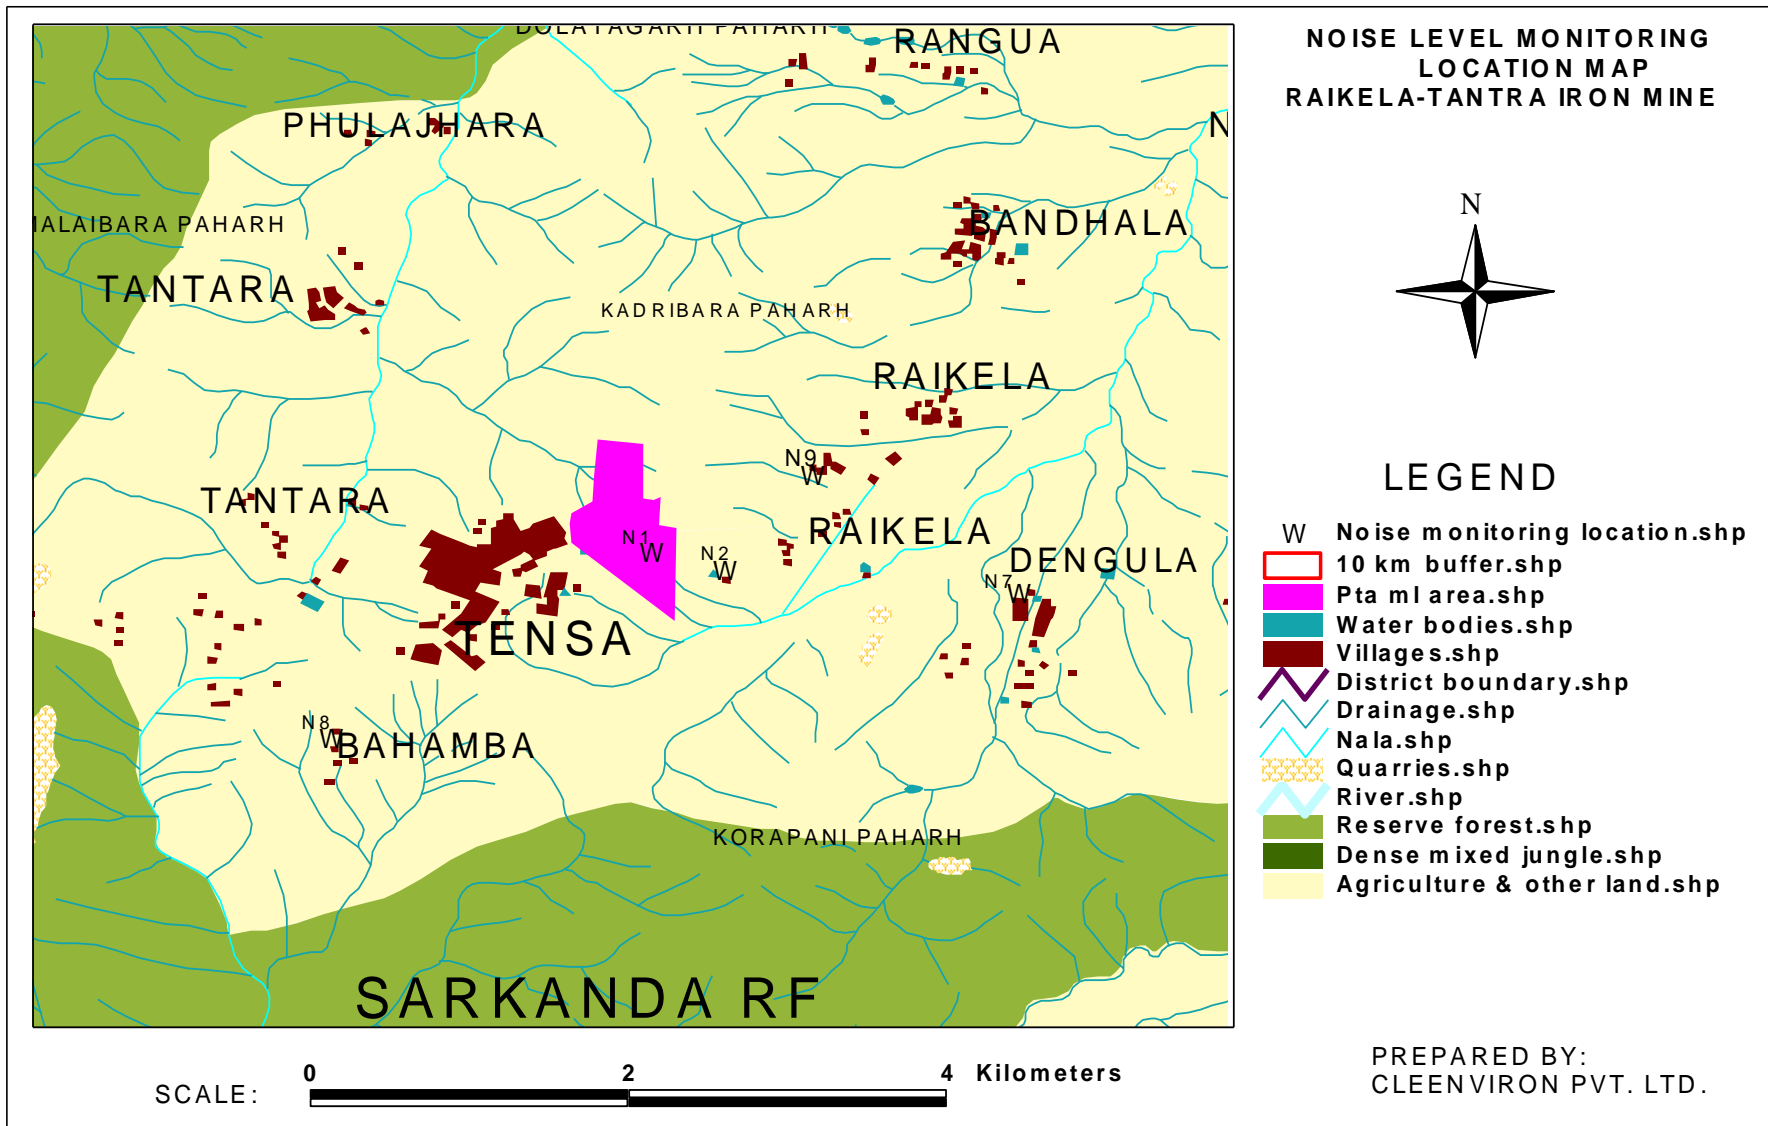 DOLATAGARH PAHARH
RANGUA
PHULAJHARA
N
MALAIBARA PAHARH
BANDHALA
TANTARA
KADRIBARA PAHARH
RAIKELA
N9
W
TANTARA
RAIKELA
N1
W
N2
W
DENGULA
N7
W
TENSA
N8
W
BAHAMBA
KORAPANI PAHARH
SARKANDA RF
NOISE LEVEL MONITORING
LOCATION MAP
RAIKELA-TANTRA IRON MINE
N
LEGEND
W Noise monitoring location.shp
10 km buffer.shp
Pta ml area.shp
Water bodies.shp
Villages.shp
District boundary.shp
Drainage.shp
Nala.shp
Quarries.shp
River.shp
Reserve forest.shp
Dense mixed jungle.shp
Agriculture & other land.shp
SCALE:
0 2 4 Kilometers
PREPARED BY:
CLEENVIRON PVT. LTD.